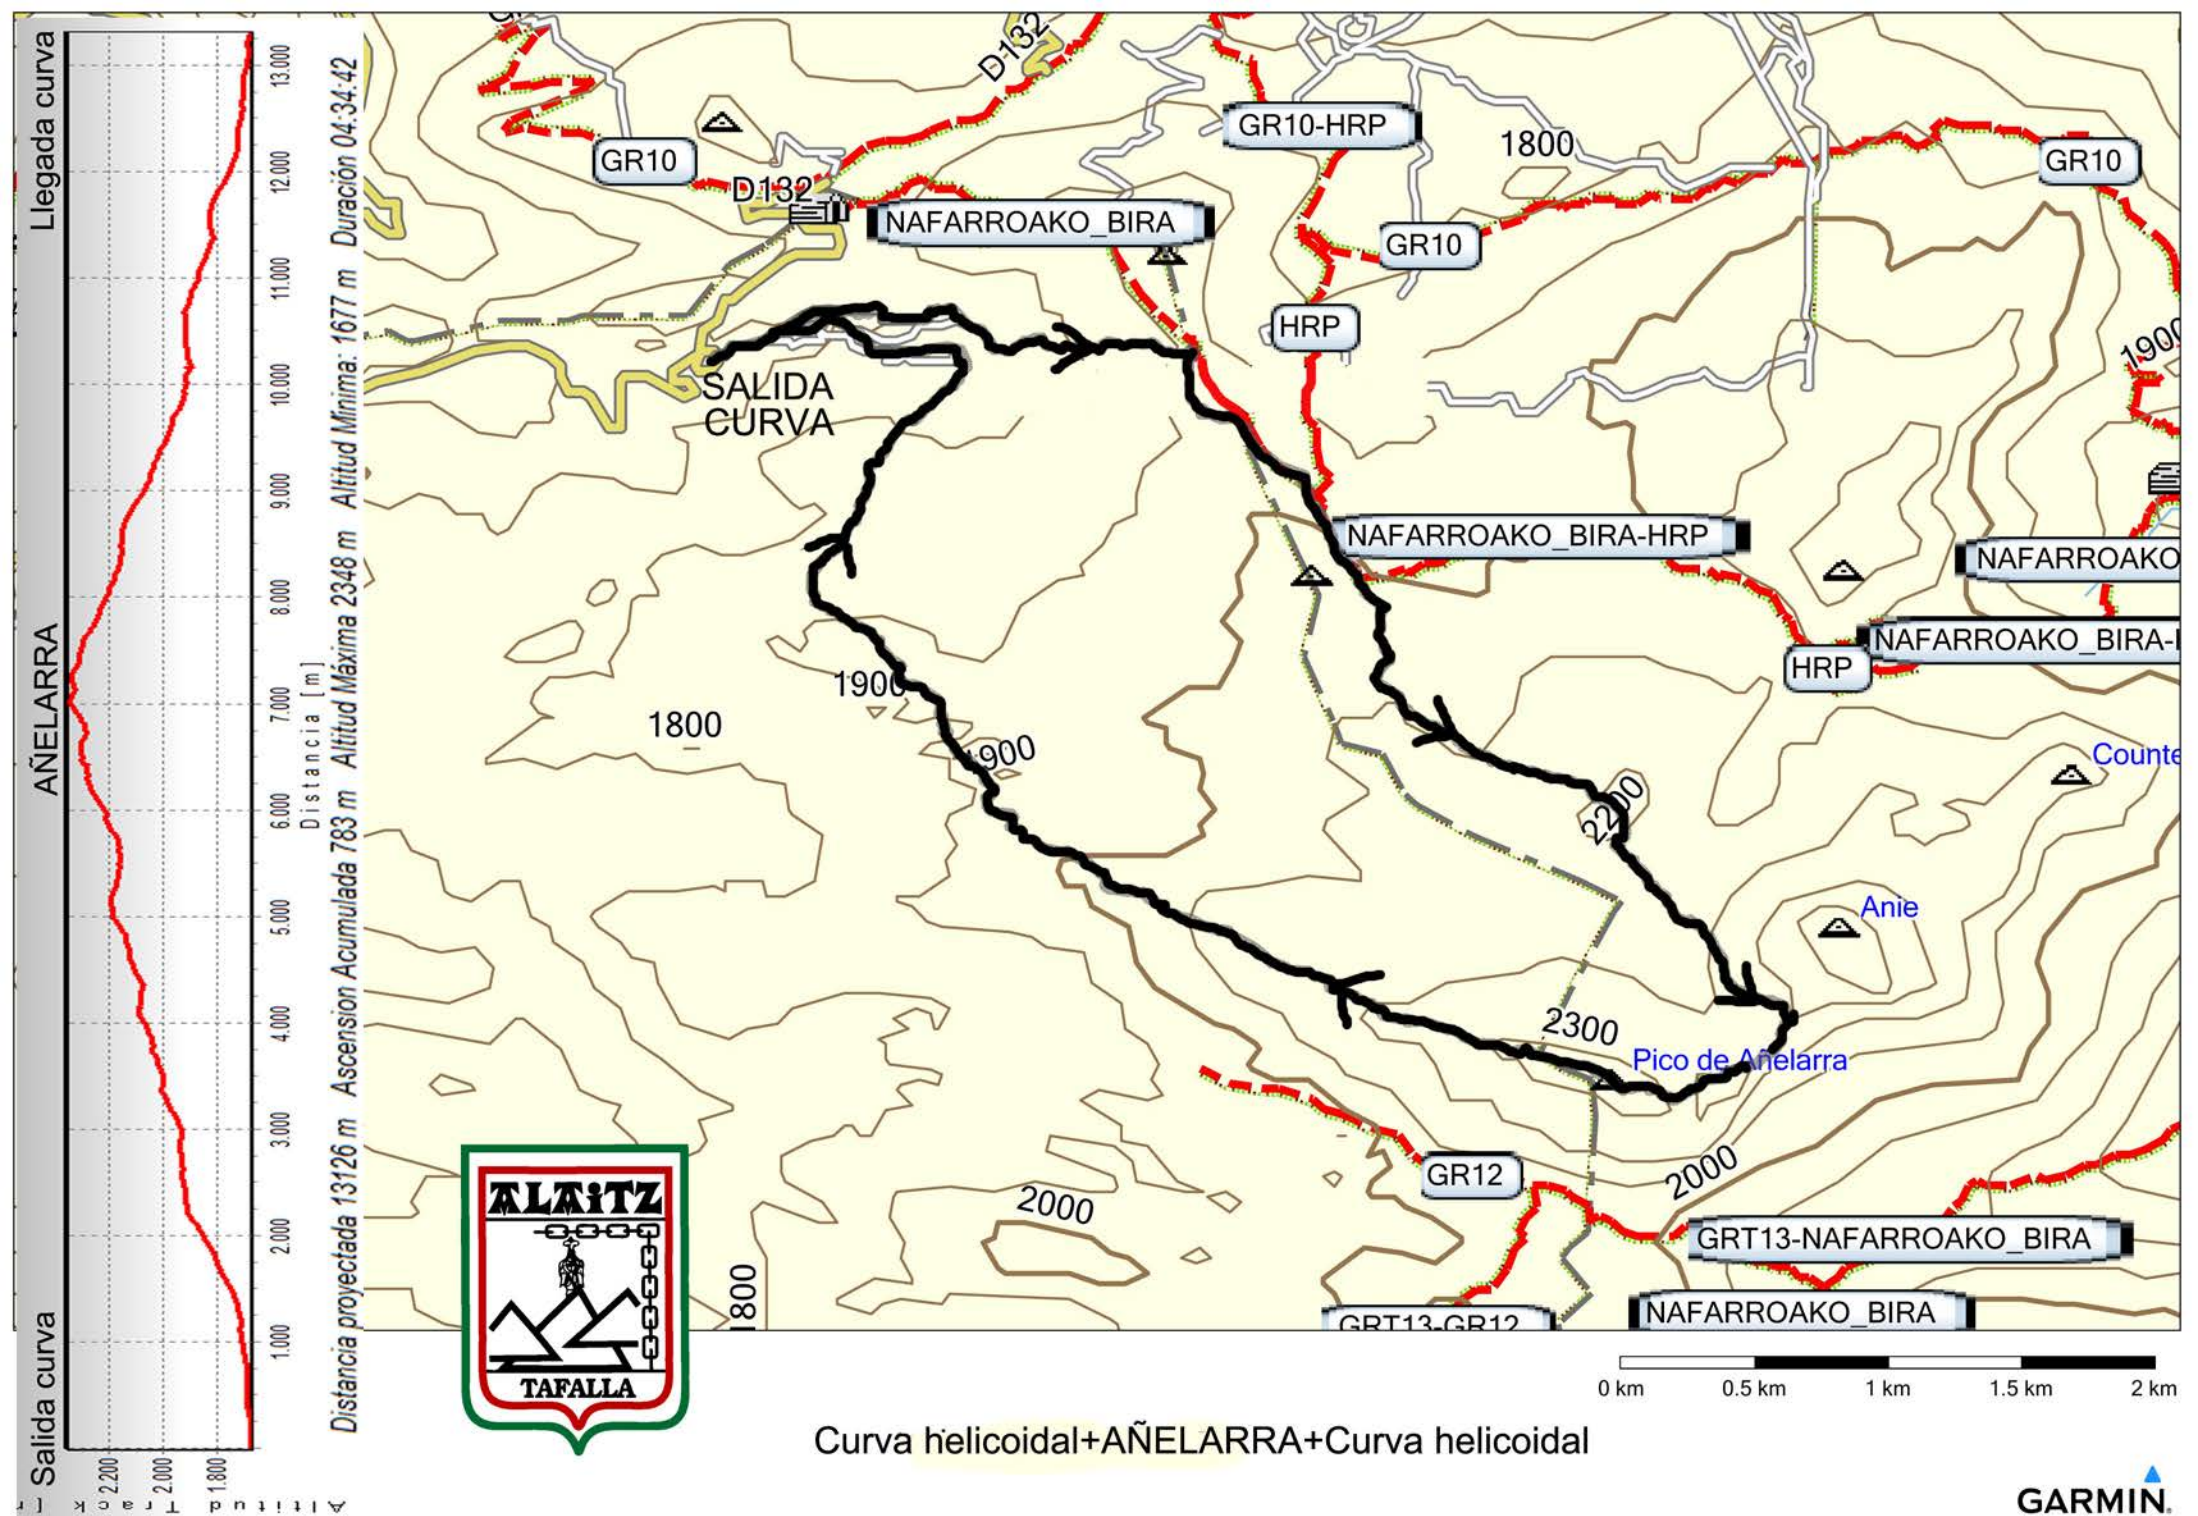 Llegada curva
AÑELARRA
Salida curva
13.000
12.000
11.000
10.000
9.000
8.000
7.000
6.000
5.000
4.000
3.000
2.000
1.000
Distancia [m]
2.200
2.000
1.800
Altitud Track
Distancia proyectada 13126 m Ascension Acumulada 783 m Altitud Máxima 2348 m Altitud Mínima: 1677 m Duración 04:34:42
D132
GR10-HRP
1800
GR10
GR10
D132
NAFARROAKO_BIRA
GR10
HRP
1900
SALIDA
CURVA
NAFARROAKO_BIRA-HRP
NAFARROAKO
NAFARROAKO_BIRA-
HRP
1900
1800
1900
Counte
2200
Anie
2300
Pico de Añelarra
GR12
2000
2000
GRT13-NAFARROAKO_BIRA
1800
GRT13-GR12
NAFARROAKO_BIRA
ALAiTZ
TAFALLA
0 km 0.5 km 1 km 1.5 km 2 km
Curva helicoidal+AÑELARRA+Curva helicoidal
GARMIN